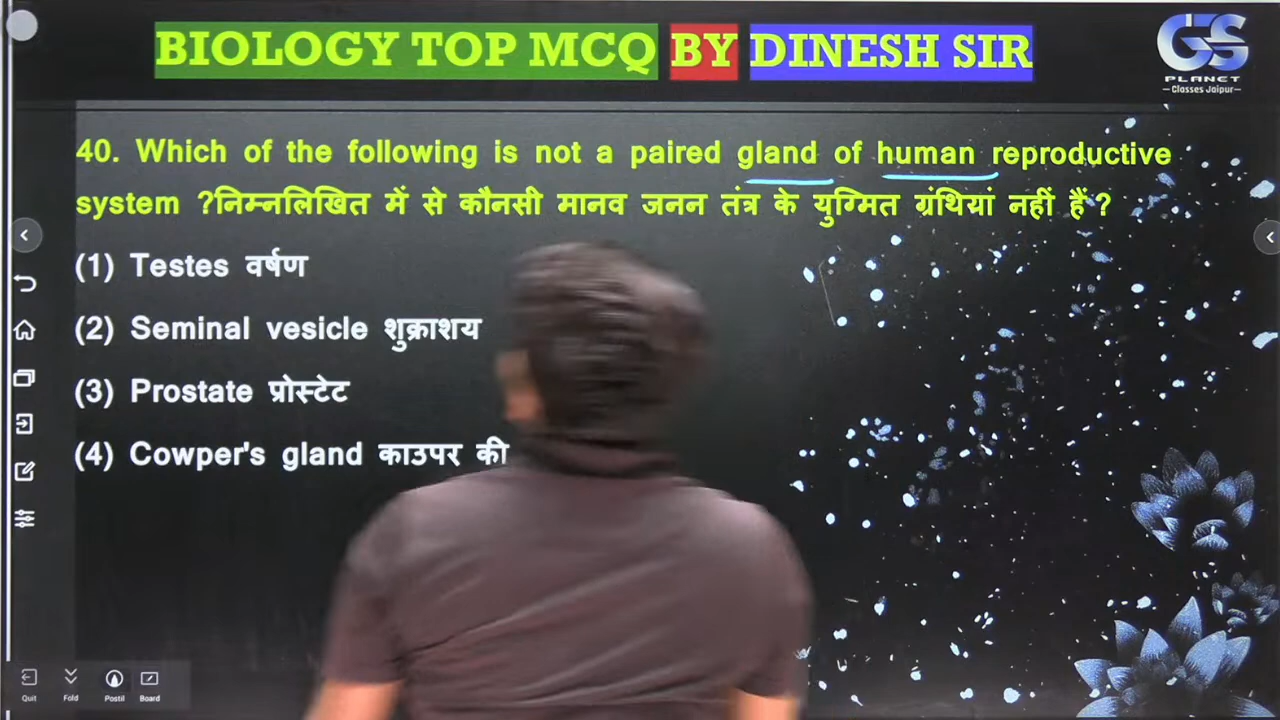 BIOLOGY TOP MCQ BY DINESH SIR
GS
PLANET
Classes Jaipur
40. Which of the following is not a paired gland of human reproductive
system ?निम्नलिखित में से कौनसी मानव जनन तंत्र के युग्मित ग्रंथियां नहीं हैं ?
(1) Testes वर्षण
(2) Seminal vesicle शुक्राशय
(3) Prostate प्रोस्टेट
(4) Cowper's gland काउपर की
Quit Fold Postil Board